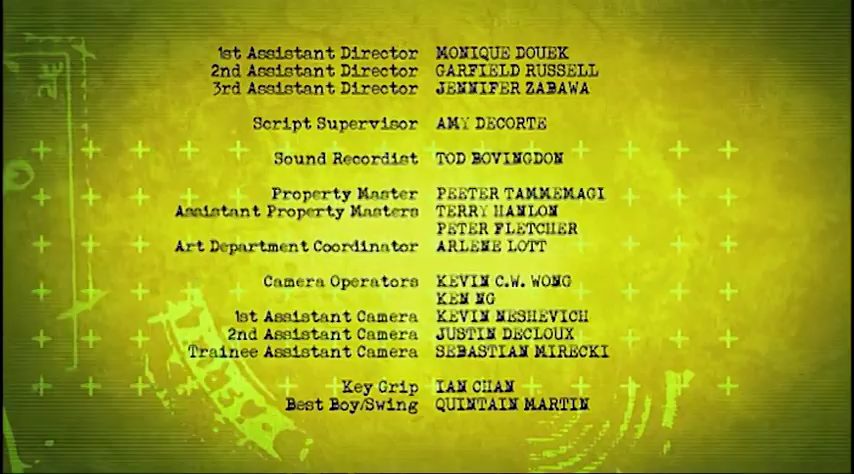 1st Assistant Director MONIQUE DOUEK
2nd Assistant Director GARFIELD RUSSELL
3rd Assistant Director JENNIFER ZABAWA
Script Supervisor AMY DECORTE
Sound Recordist TOD BOVINGDON
Property Master PEETER TAMMEMAGI
Assistant Property Masters TERRY HANLON
PETER FLETCHER
Art Department Coordinator ARLENE LOTT
Camera Operators KEVIN C.W. WONG
KEN NG
1st Assistant Camera KEVIN NESHEVICH
2nd Assistant Camera JUSTIN DECLOUX
Trainee Assistant Camera SEBASTIAN MIRECKI
Key Grip IAN CHAN
Best Boy/Swing QUINTAIN MARTIN